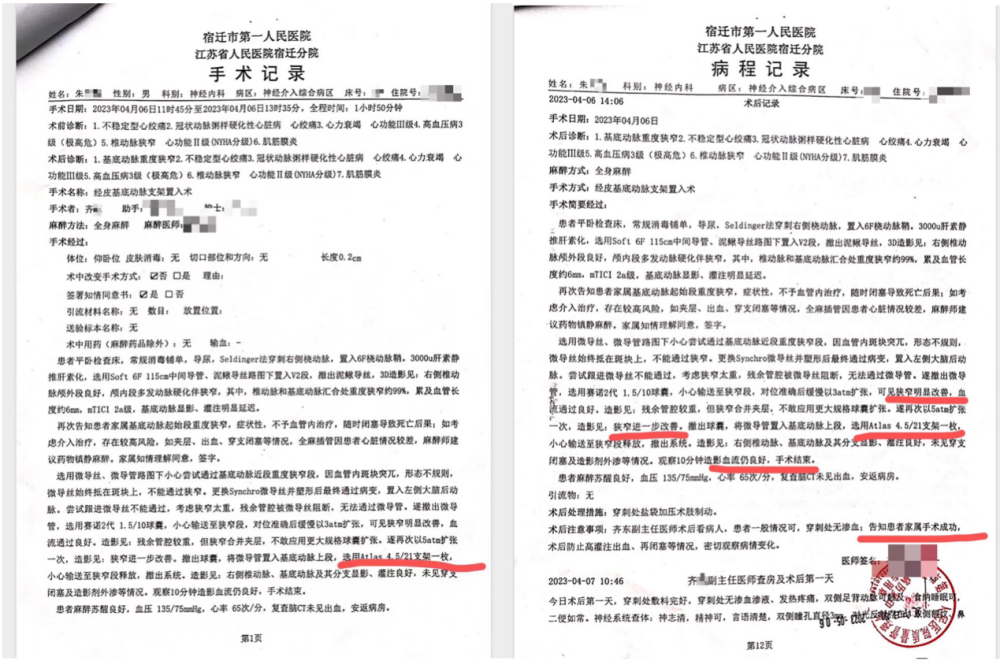 宿迁市第一人民医院
江苏省人民医院宿迁分院
手术记录
姓名：朱 性别：男 科别：神经内科 病区：神经介入综合病区 床号： 住院号：
手术日期：2023年04月06日11时45分至2023年04月06日13时35分，全程时间：1小时50分钟
术前诊断：1.不稳定型心绞痛2.冠状动脉粥样硬化性心脏病 心绞痛3.心力衰竭 心功能Ⅲ级4.高血压病3
级（极高危）5.椎动脉狭窄 心功能Ⅱ级(NYHA分级)6.肌筋膜炎
术后诊断：1.基底动脉重度狭窄2.不稳定型心绞痛3.冠状动脉粥样硬化性心脏病 心绞痛4.心力衰竭 心
功能Ⅲ级5.高血压病3级（极高危）6.椎动脉狭窄 心功能Ⅱ级(NYHA分级)7.肌筋膜炎
手术名称：经皮基底动脉支架置入术
手术者：齐 助手： 护士：
麻醉方法：全身麻醉 麻醉医师：
手术经过：
体位：仰卧位 皮肤消毒：无 切口部位和方向：无 长度0.2cm
术中改变手术方式：☑否 □是 理由：
签署知情同意书：☑是 □否
引流材料名称：无 数目： 放置位置：
送验标本名称：无
术中用药（麻醉药品除外）：无 输血：-
患者平卧检查床，常规消毒铺单，导尿，Seldinger法穿刺右侧桡动脉，置入6F桡动脉鞘。3000u肝素静
推肝素化，选用Soft 6F 115cm中间导管、泥鳅导丝路图下置入V2段，撤出泥鳅导丝，3D造影见：右侧椎动
脉颅外段良好，颅内段多发动脉硬化伴狭窄，其中，椎动脉和基底动脉汇合处重度狭窄约99%，累及血管长
度约6mm，mTICI 2a级，基底动脉显影、灌注明显延迟。
再次告知患者家属基底动脉起始段重度狭窄，症状性，不予血管内治疗，随时闭塞导致死亡后果；如考
虑介入治疗，存在较高风险，如夹层、出血、穿支闭塞等情况，全麻插管因患者心脏情况较差，麻醉师建
议药物镇静麻醉。家属知情理解同意，签字。
选用微导丝、微导管路图下小心尝试通过基底动脉近段重度狭窄段，因血管内斑块突兀，形态不规则，
微导丝始终抵在斑块上，不能通过狭窄。更换Synchro微导丝并塑形后最终通过病变，置入左侧大脑后动
脉。尝试跟进微导丝不能通过，考虑狭窄太重，残余管腔被微导丝阻断，无法通过微导管。遂撤出微导
管，选用赛诺2代 1.5/10球囊，小心输送至狭窄段，对位准确后缓慢以3atm扩张，可见狭窄明显改善，血
流通过良好。造影见：残余管腔较重，但狭窄合并夹层，不敢应用更大规格球囊扩张。遂再次以5atm扩张
一次，造影见：狭窄进一步改善。撤出球囊，将微导管置入基底动脉上段，选用Atlas 4.5/21支架一枚，
小心输送至狭窄段释放，撤出系统。造影见：右侧椎动脉、基底动脉及其分支显影、灌注良好，未见穿支
闭塞及造影剂外渗等情况。观察10分钟造影血流仍良好，手术结束。
患者麻醉苏醒良好，血压 135/75mmHg，心率 65次/分，复查脑CT未见出血，安返病房。
第1页
宿迁市第一人民医院
江苏省人民医院宿迁分院
病程记录
姓名：朱 科别：神经内科 病区：神经介入综合病区 床号： 住院号：
2023-04-06 14:06 术后记录
手术日期：2023年04月06日
术后诊断：1.基底动脉重度狭窄2.不稳定型心绞痛3.冠状动脉粥样硬化性心脏病 心绞痛4.心力衰竭 心
功能Ⅲ级5.高血压病3级（极高危）6.椎动脉狭窄 心功能Ⅱ级(NYHA分级)7.肌筋膜炎
麻醉方式：全身麻醉
手术方式：经皮基底动脉支架置入术
手术简要经过：
患者平卧检查床，常规消毒铺单，导尿，Seldinger法穿刺右侧桡动脉，置入6F桡动脉鞘。3000u肝素静
推肝素化，选用Soft 6F 115cm中间导管、泥鳅导丝路图下置入V2段，撤出泥鳅导丝，3D造影见：右侧椎动
脉颅外段良好，颅内段多发动脉硬化伴狭窄，其中，椎动脉和基底动脉汇合处重度狭窄约99%，累及血管长
度约6mm，mTICI 2a级，基底动脉显影、灌注明显延迟。
再次告知患者家属基底动脉起始段重度狭窄，症状性，不予血管内治疗，随时闭塞导致死亡后果；如考
虑介入治疗，存在较高风险，如夹层、出血、穿支闭塞等情况，全麻插管因患者心脏情况较差，麻醉师建
议药物镇静麻醉。家属知情理解同意，签字。
选用微导丝、微导管路图下小心尝试通过基底动脉近段重度狭窄段，因血管内斑块突兀，形态不规则，
微导丝始终抵在斑块上，不能通过狭窄。更换Synchro微导丝并塑形后最终通过病变，置入左侧大脑后动
脉。尝试跟进微导丝不能通过，考虑狭窄太重，残余管腔被微导丝阻断，无法通过微导管。遂撤出微导
管，选用赛诺2代 1.5/10球囊，小心输送至狭窄段，对位准确后缓慢以3atm扩张，可见狭窄明显改善，血
流通过良好。造影见：残余管腔较重，但狭窄合并夹层，不敢应用更大规格球囊扩张。遂再次以5atm扩张
一次，造影见：狭窄进一步改善。撤出球囊，将微导管置入基底动脉上段，选用Atlas 4.5/21支架一枚，
小心输送至狭窄段释放，撤出系统。造影见：右侧椎动脉、基底动脉及其分支显影、灌注良好，未见穿支
闭塞及造影剂外渗等情况。观察10分钟造影血流仍良好，手术结束。
患者麻醉苏醒良好，血压 135/75mmHg，心率 65次/分，复查脑CT未见出血，安返病房。
引流物：无
术后处理措施：穿刺处盐袋加压术肢制动。
术后注意事项：齐东副主任医师术后看病人，患者一般情况可，穿刺处无渗血；告知患者家属手术成功，
术后防止高灌注出血、再闭塞等情况，密切观察病情变化。
医师签名：
2023-04-07 10:46 齐 副主任医师查房及术后第一天
今日术后第一天，穿刺处敷料完好，穿刺处无渗血渗液、发热疼痛，双侧足背动脉可触及，食纳睡眠可，
二便如常。神经系统查体：神志清，精神可，言语清楚，双侧瞳孔直径3mm，
第12页